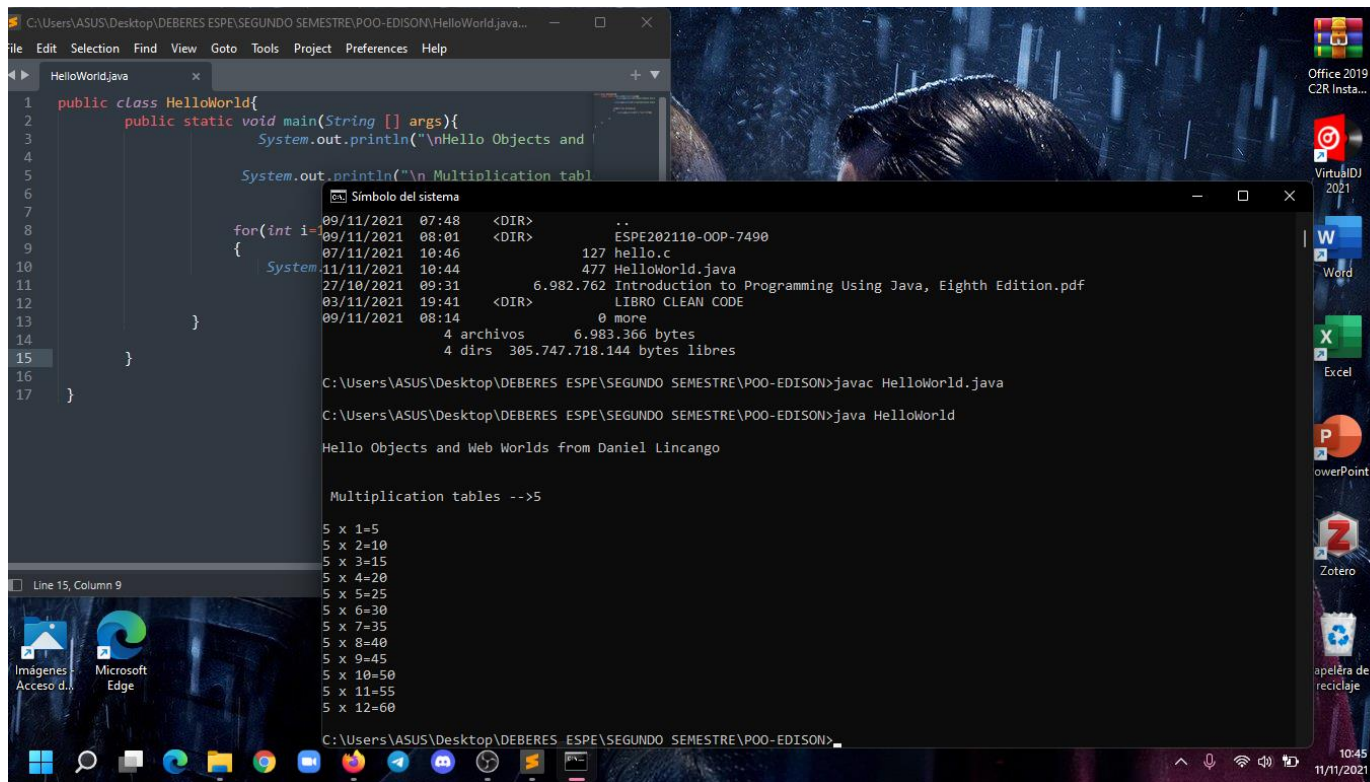 C:\Users\ASUS\Desktop\DEBERES ESPE\SEGUNDO SEMESTRE\POO-EDISON\HelloWorld.java...
File Edit Selection Find View Goto Tools Project Preferences Help
HelloWorld.java
1 public class HelloWorld{
2 public static void main(String [] args){
3 System.out.println("\nHello Objects and
4
5 System.out.println("\n Multiplication tabl
6
7
8 for(int i=1
9 {
10 System.
11
12
13 }
14
15 }
16
17 }
Line 15, Column 9
Símbolo del sistema
09/11/2021 07:48 <DIR> ..
09/11/2021 08:01 <DIR> ESPE202110-OOP-7490
07/11/2021 10:46 127 hello.c
11/11/2021 10:44 477 HelloWorld.java
27/10/2021 09:31 6.982.762 Introduction to Programming Using Java, Eighth Edition.pdf
03/11/2021 19:41 <DIR> LIBRO CLEAN CODE
09/11/2021 08:14 0 more
4 archivos 6.983.366 bytes
4 dirs 305.747.718.144 bytes libres
C:\Users\ASUS\Desktop\DEBERES ESPE\SEGUNDO SEMESTRE\POO-EDISON>javac HelloWorld.java
C:\Users\ASUS\Desktop\DEBERES ESPE\SEGUNDO SEMESTRE\POO-EDISON>java HelloWorld
Hello Objects and Web Worlds from Daniel Lincango
Multiplication tables -->5
5 x 1=5
5 x 2=10
5 x 3=15
5 x 4=20
5 x 5=25
5 x 6=30
5 x 7=35
5 x 8=40
5 x 9=45
5 x 10=50
5 x 11=55
5 x 12=60
C:\Users\ASUS\Desktop\DEBERES ESPE\SEGUNDO SEMESTRE\POO-EDISON>
Office 2019
C2R Insta...
VirtualDJ
2021
Word
Excel
PowerPoint
Zotero
Papelera de
reciclaje
Imágenes -
Acceso d...
Microsoft
Edge
10:45
11/11/2021